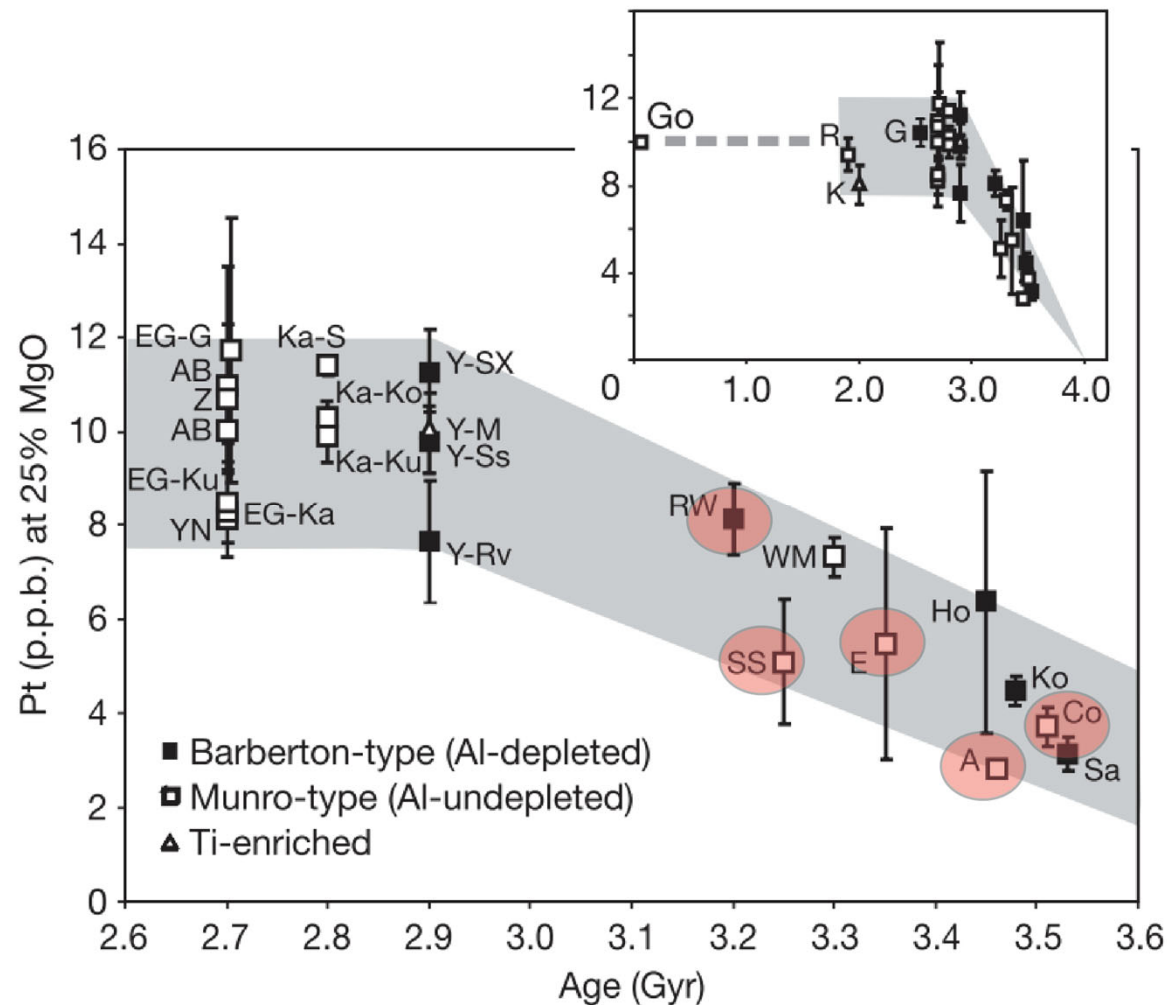 12
8
4
0
1.0
2.0
3.0
4.0
Go
R
K
G
Pt (p.p.b.) at 25% MgO
16
14
12
10
8
6
4
2
0
EG-G
AB
Z
AB
EG-Ku
YN
EG-Ka
Ka-S
Ka-Ko
Ka-Ku
Y-SX
Y-M
Y-Ss
Y-Rv
RW
WM
SS
E
Ho
Ko
Co
A
Sa
Barberton-type (Al-depleted)
Munro-type (Al-undepleted)
Ti-enriched
2.6 2.7 2.8 2.9 3.0 3.1 3.2 3.3 3.4 3.5 3.6
Age (Gyr)